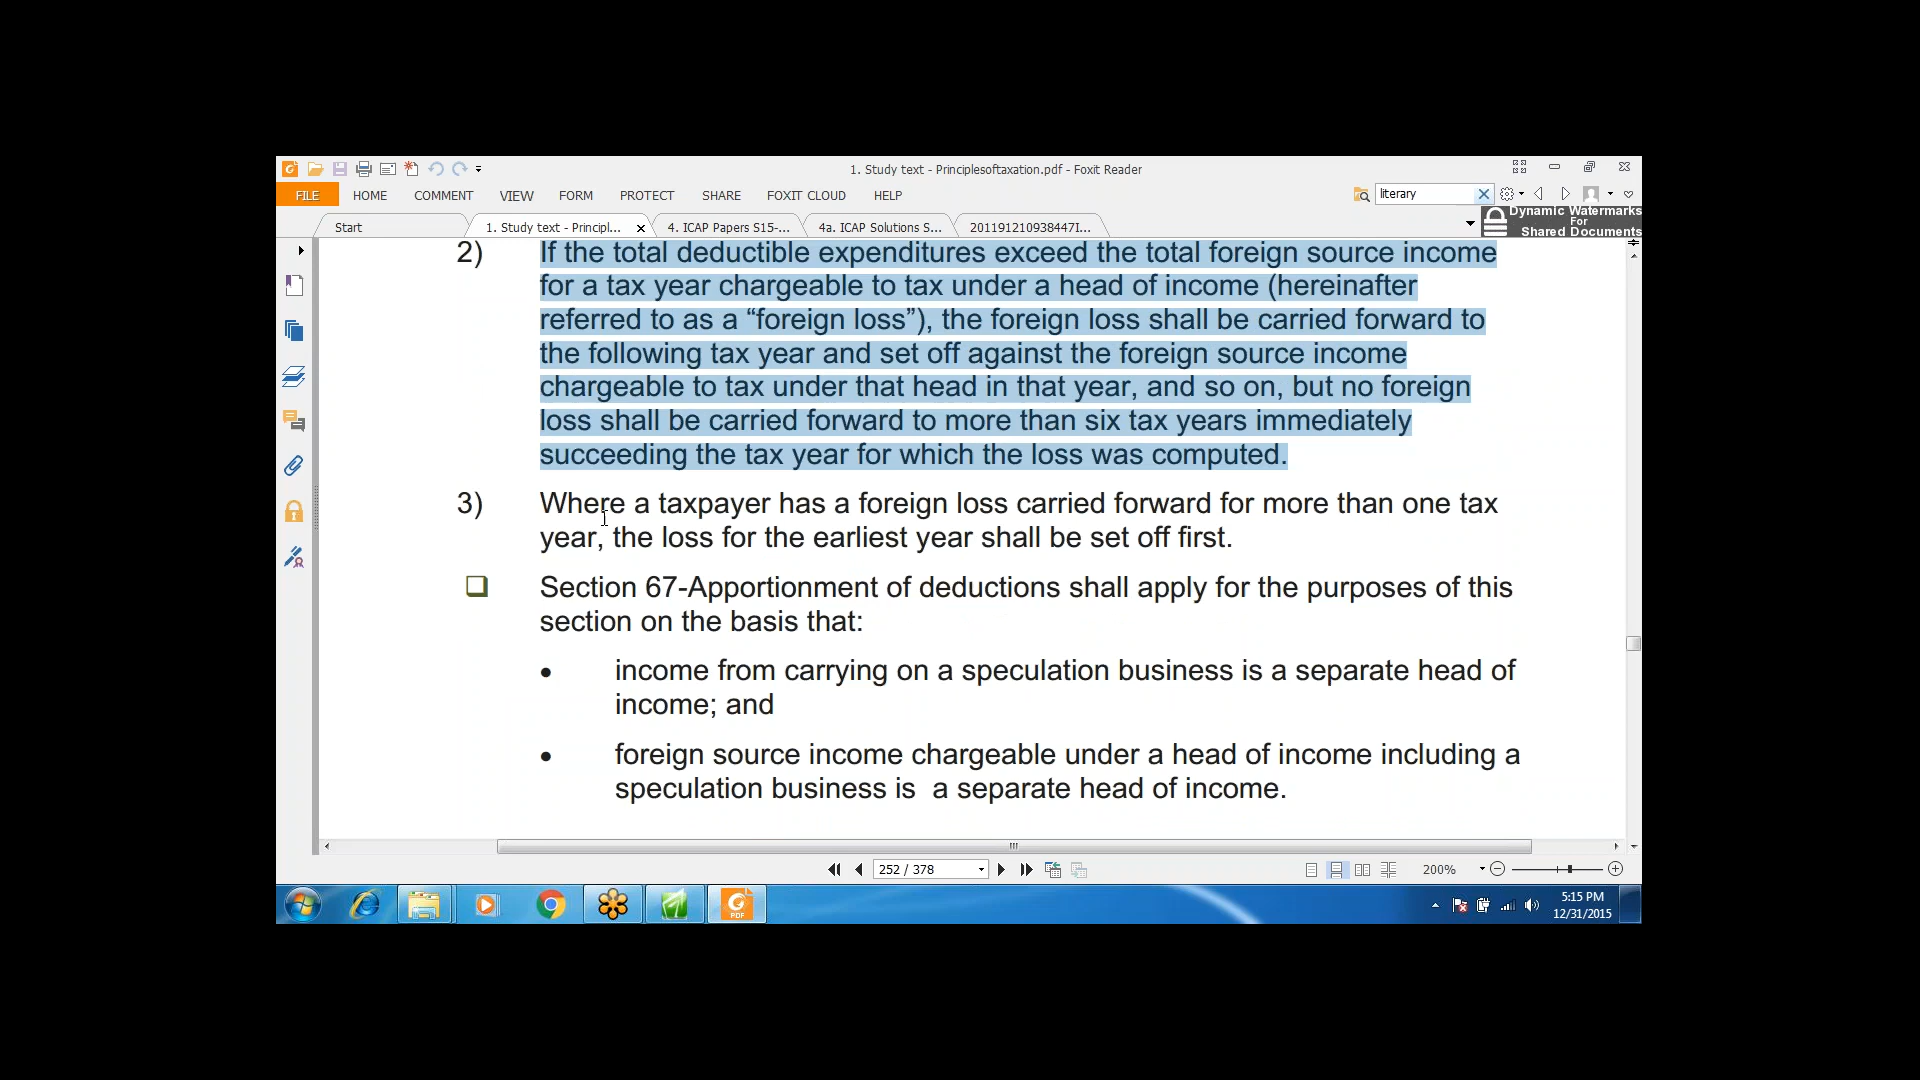 1. Study text - Principlesoftaxation.pdf - Foxit Reader
FILE HOME COMMENT VIEW FORM PROTECT SHARE FOXIT CLOUD HELP literary
Dynamic Watermarks
For
Shared Documents
Start 1. Study text - Principl... 4. ICAP Papers S15-... 4a. ICAP Solutions S... 201191210938447I...
2) If the total deductible expenditures exceed the total foreign source income
for a tax year chargeable to tax under a head of income (hereinafter
referred to as a “foreign loss”), the foreign loss shall be carried forward to
the following tax year and set off against the foreign source income
chargeable to tax under that head in that year, and so on, but no foreign
loss shall be carried forward to more than six tax years immediately
succeeding the tax year for which the loss was computed.
3) Where a taxpayer has a foreign loss carried forward for more than one tax
year, the loss for the earliest year shall be set off first.
❑ Section 67-Apportionment of deductions shall apply for the purposes of this
section on the basis that:
• income from carrying on a speculation business is a separate head of
income; and
• foreign source income chargeable under a head of income including a
speculation business is a separate head of income.
252 / 378 200%
PDF
5:15 PM
12/31/2015